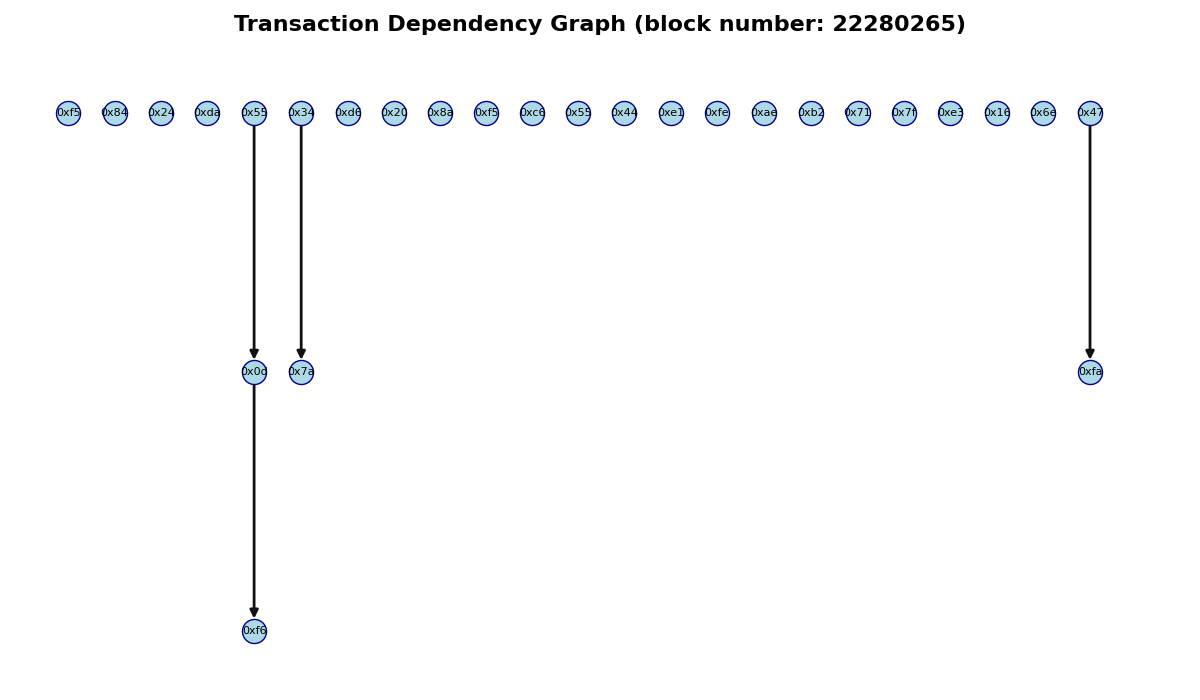 Transaction Dependency Graph (block number: 22280265)
0xf5 0x84 0x24 0xda 0x55 0x34 0xd6 0x20 0x8a 0xf5 0xc6 0x55 0x44 0xe1 0xfe 0xae 0xb2 0x71 0x7f 0xe3 0x16 0x6e 0x47
0x0d 0x7a 0xfa
0xf6